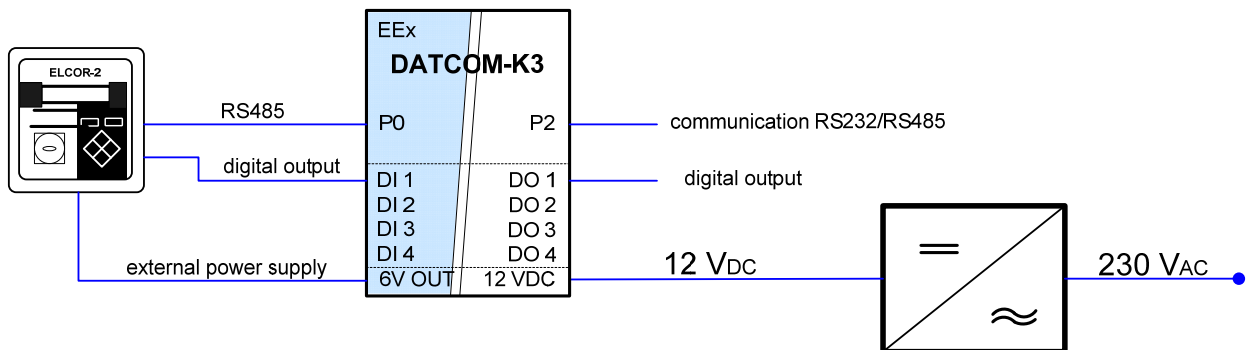 ELCOR-2
RS485
digital output
external power supply
EEx
DATCOM-K3
P0 P2
DI 1 DO 1
DI 2 DO 2
DI 3 DO 3
DI 4 DO 4
6V OUT 12 VDC
communication RS232/RS485
digital output
12 VDC
230 VAC